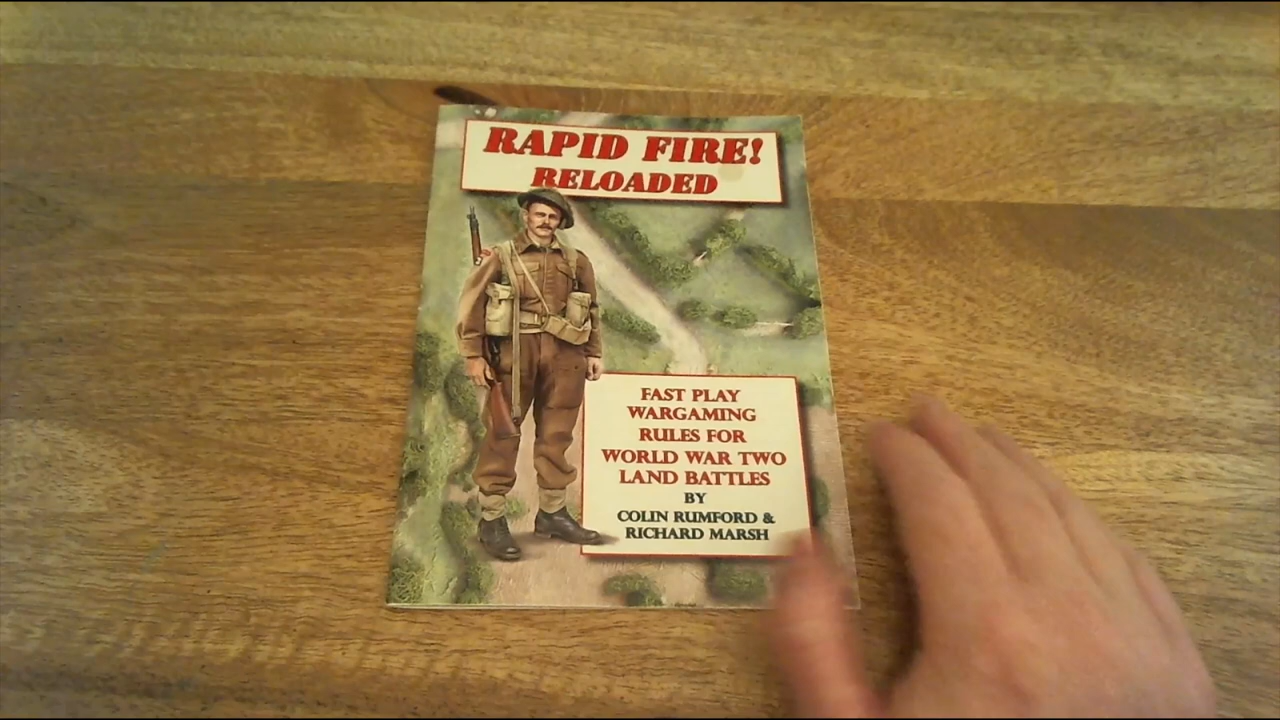 RAPID FIRE!
RELOADED
FAST PLAY
WARGAMING
RULES FOR
WORLD WAR TWO
LAND BATTLES
BY
COLIN RUMFORD &
RICHARD MARSH